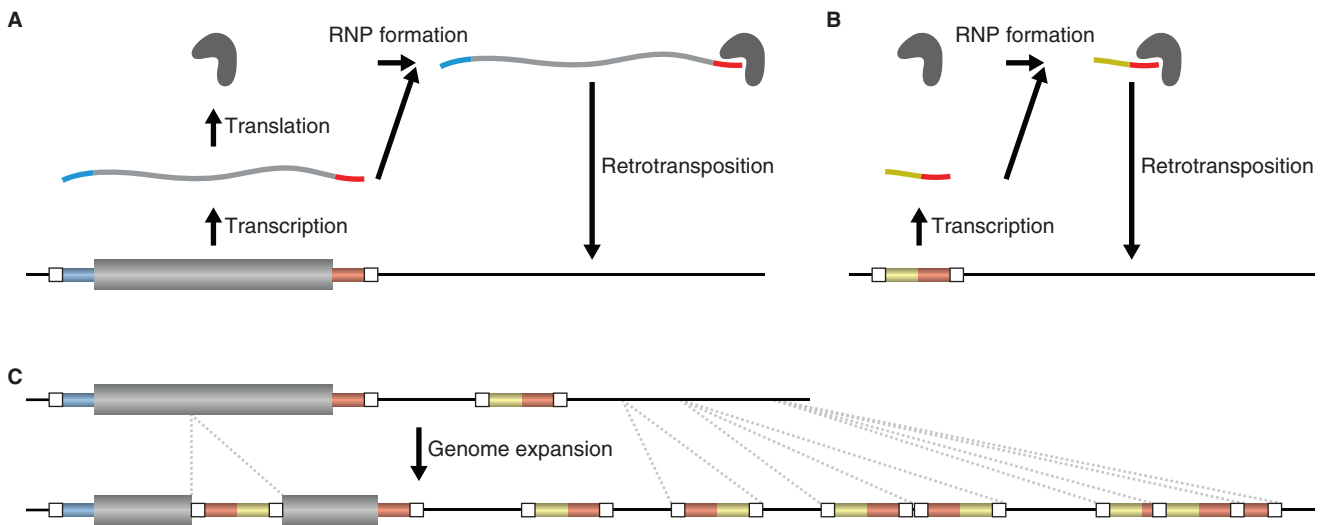 A
RNP formation
Translation
Retrotransposition
Transcription
B
RNP formation
Retrotransposition
Transcription
C
Genome expansion